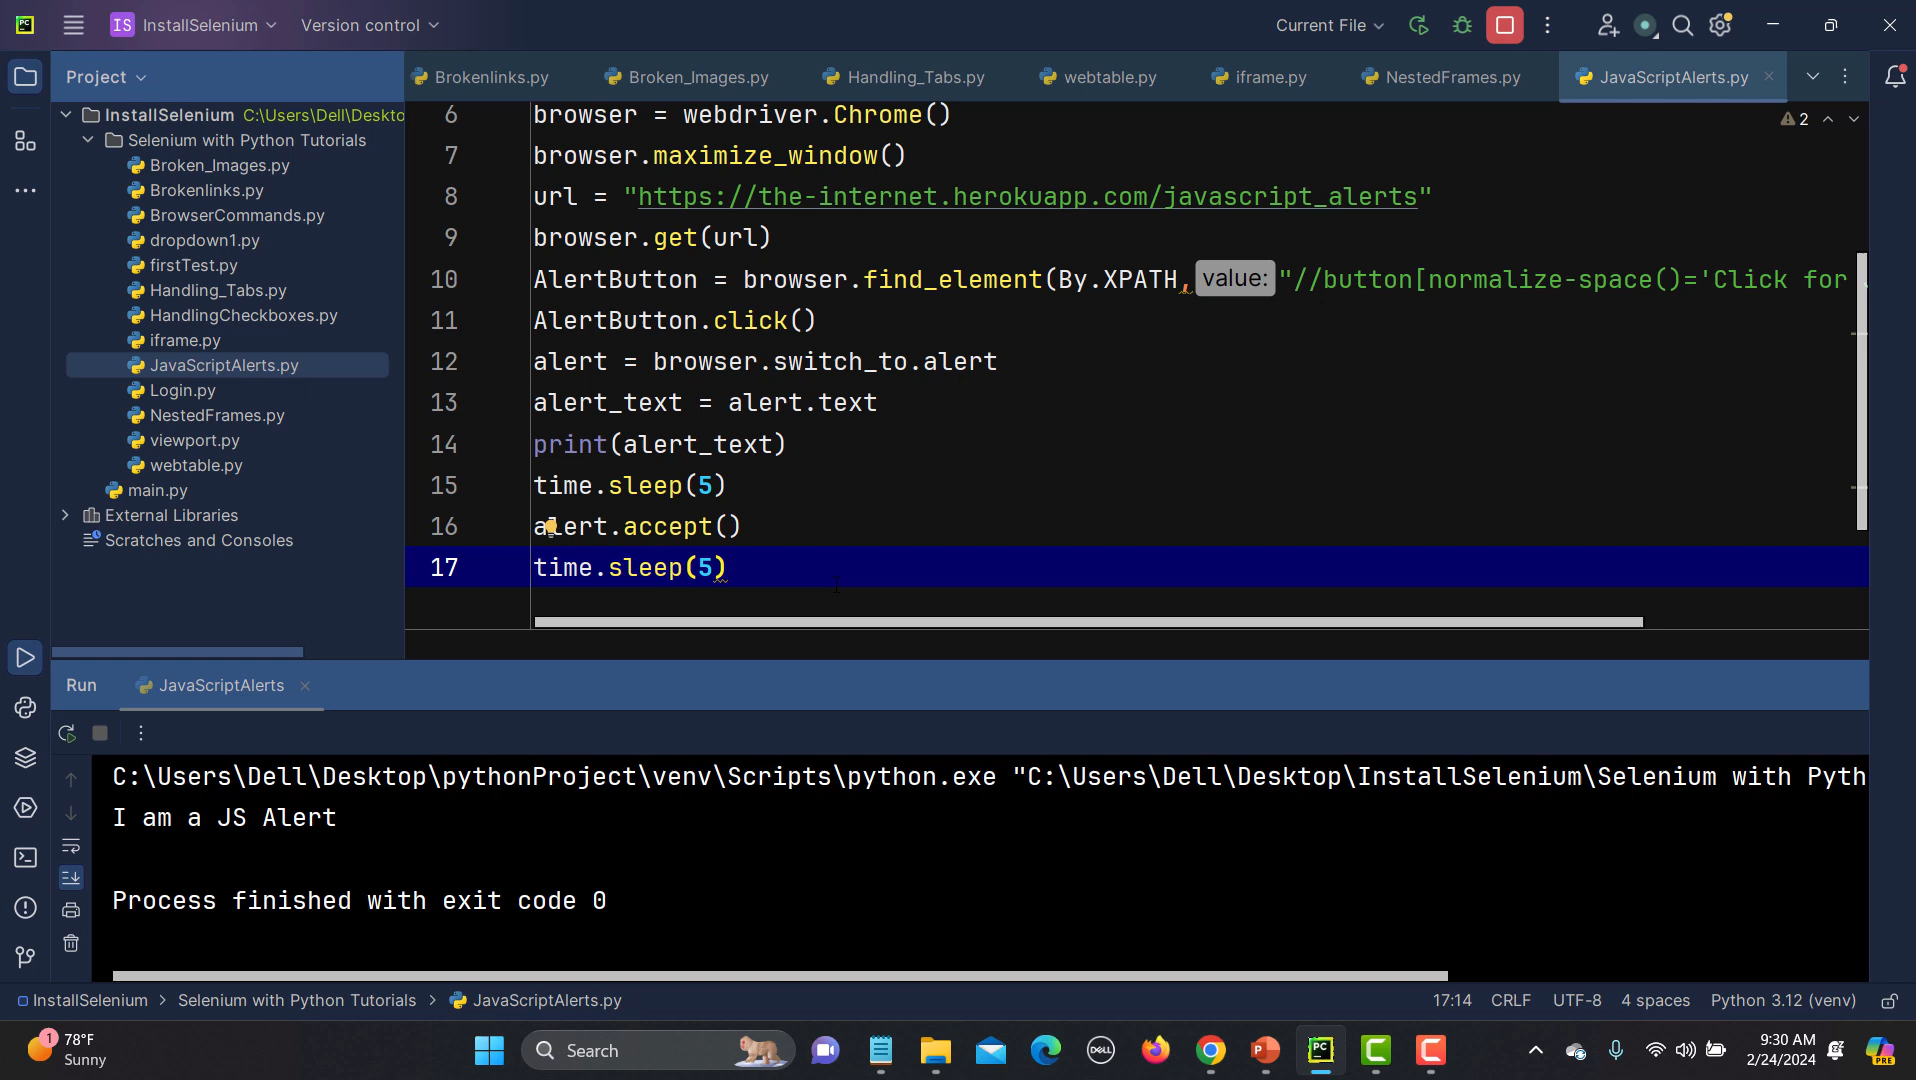 PC
IS InstallSelenium
Version control
Current File
Project
Brokenlinks.py
Broken_Images.py
Handling_Tabs.py
webtable.py
iframe.py
NestedFrames.py
JavaScriptAlerts.py
InstallSelenium C:\Users\Dell\Deskto
Selenium with Python Tutorials
Broken_Images.py
Brokenlinks.py
BrowserCommands.py
dropdown1.py
firstTest.py
Handling_Tabs.py
HandlingCheckboxes.py
iframe.py
JavaScriptAlerts.py
Login.py
NestedFrames.py
viewport.py
webtable.py
main.py
External Libraries
Scratches and Consoles
6 browser = webdriver.Chrome()
7 browser.maximize_window()
8 url = "https://the-internet.herokuapp.com/javascript_alerts"
9 browser.get(url)
10 AlertButton = browser.find_element(By.XPATH, value: "//button[normalize-space()='Click for
11 AlertButton.click()
12 alert = browser.switch_to.alert
13 alert_text = alert.text
14 print(alert_text)
15 time.sleep(5)
16 alert.accept()
17 time.sleep(5)
2
Run
JavaScriptAlerts
C:\Users\Dell\Desktop\pythonProject\venv\Scripts\python.exe "C:\Users\Dell\Desktop\InstallSelenium\Selenium with Pyth
I am a JS Alert
Process finished with exit code 0
InstallSelenium > Selenium with Python Tutorials > JavaScriptAlerts.py
17:14 CRLF UTF-8 4 spaces Python 3.12 (venv)
1
78°F
Sunny
Search
DELL
PC
9:30 AM
2/24/2024
PRE